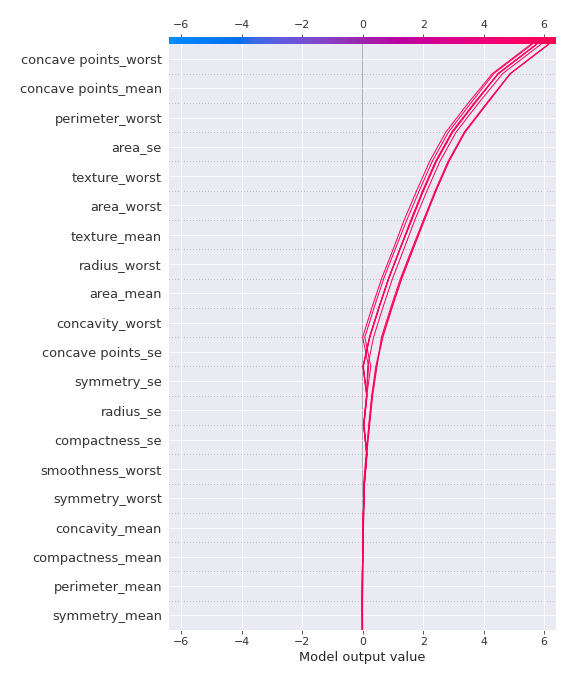 −6 −4 −2 0 2 4 6
concave points_worst
concave points_mean
perimeter_worst
area_se
texture_worst
area_worst
texture_mean
radius_worst
area_mean
concavity_worst
concave points_se
symmetry_se
radius_se
compactness_se
smoothness_worst
symmetry_worst
concavity_mean
compactness_mean
perimeter_mean
symmetry_mean
−6 −4 −2 0 2 4 6
Model output value